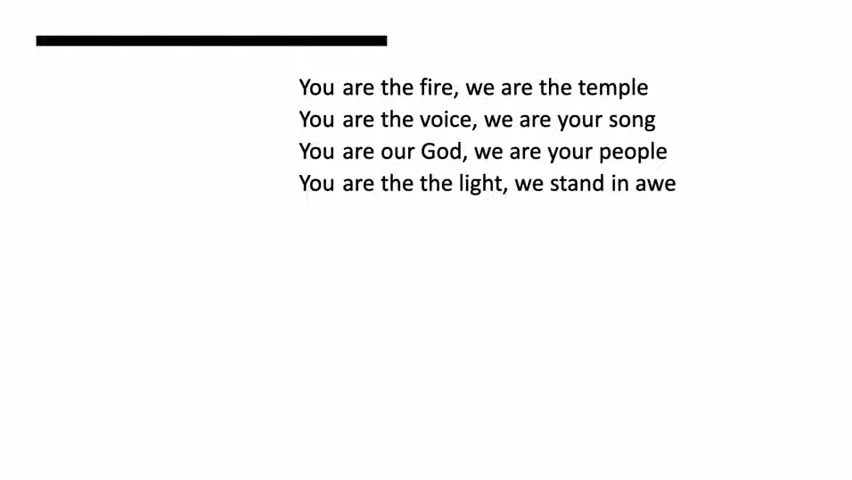 You are the fire, we are the temple
You are the voice, we are your song
You are our God, we are your people
You are the the light, we stand in awe